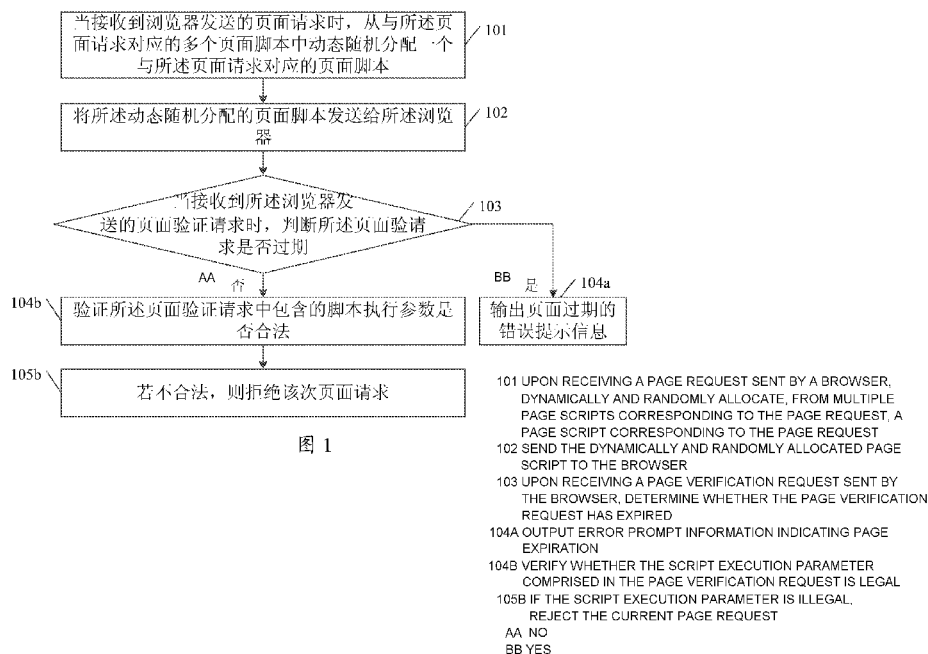 当接收到浏览器发送的页面请求时，从与所述页
面请求对应的多个页面脚本中动态随机分配一个
与所述页面请求对应的页面脚本
101
将所述动态随机分配的页面脚本发送给所述浏览
器
102
当接收到所述浏览器发
送的页面验证请求时，判断所述页面验请
求是否过期
103
AA 否
BB 是
104a
104b
验证所述页面验证请求中包含的脚本执行参数是
否合法
输出页面过期的
错误提示信息
105b
若不合法，则拒绝该次页面请求
图 1
101 UPON RECEIVING A PAGE REQUEST SENT BY A BROWSER,
DYNAMICALLY AND RANDOMLY ALLOCATE, FROM MULTIPLE
PAGE SCRIPTS CORRESPONDING TO THE PAGE REQUEST, A
PAGE SCRIPT CORRESPONDING TO THE PAGE REQUEST
102 SEND THE DYNAMICALLY AND RANDOMLY ALLOCATED PAGE
SCRIPT TO THE BROWSER
103 UPON RECEIVING A PAGE VERIFICATION REQUEST SENT BY
THE BROWSER, DETERMINE WHETHER THE PAGE VERIFICATION
REQUEST HAS EXPIRED
104A OUTPUT ERROR PROMPT INFORMATION INDICATING PAGE
EXPIRATION
104B VERIFY WHETHER THE SCRIPT EXECUTION PARAMETER
COMPRISED IN THE PAGE VERIFICATION REQUEST IS LEGAL
105B IF THE SCRIPT EXECUTION PARAMETER IS ILLEGAL,
REJECT THE CURRENT PAGE REQUEST
AA NO
BB YES